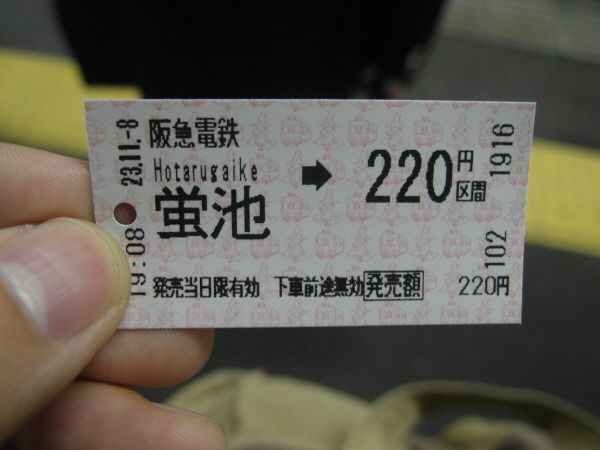 23.11.-8
19:08
阪急電鉄
Hotarugaike
蛍池
➡
220円区間
発売当日限有効 下車前途無効 発売額 220円
102
1916